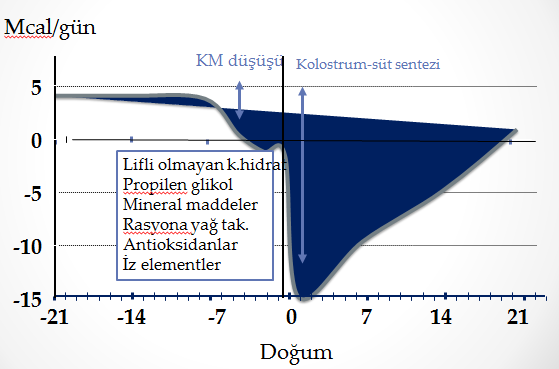 Mcal/gün
KM düşüşü
Kolostrum-süt sentezi
5
0
-5
-10
-15
Lifli olmayan k.hidrat
Propilen glikol
Mineral maddeler
Rasyona yağ tak.
Antioksidanlar
İz elementler
-21 -14 -7 0 7 14 21
Doğum